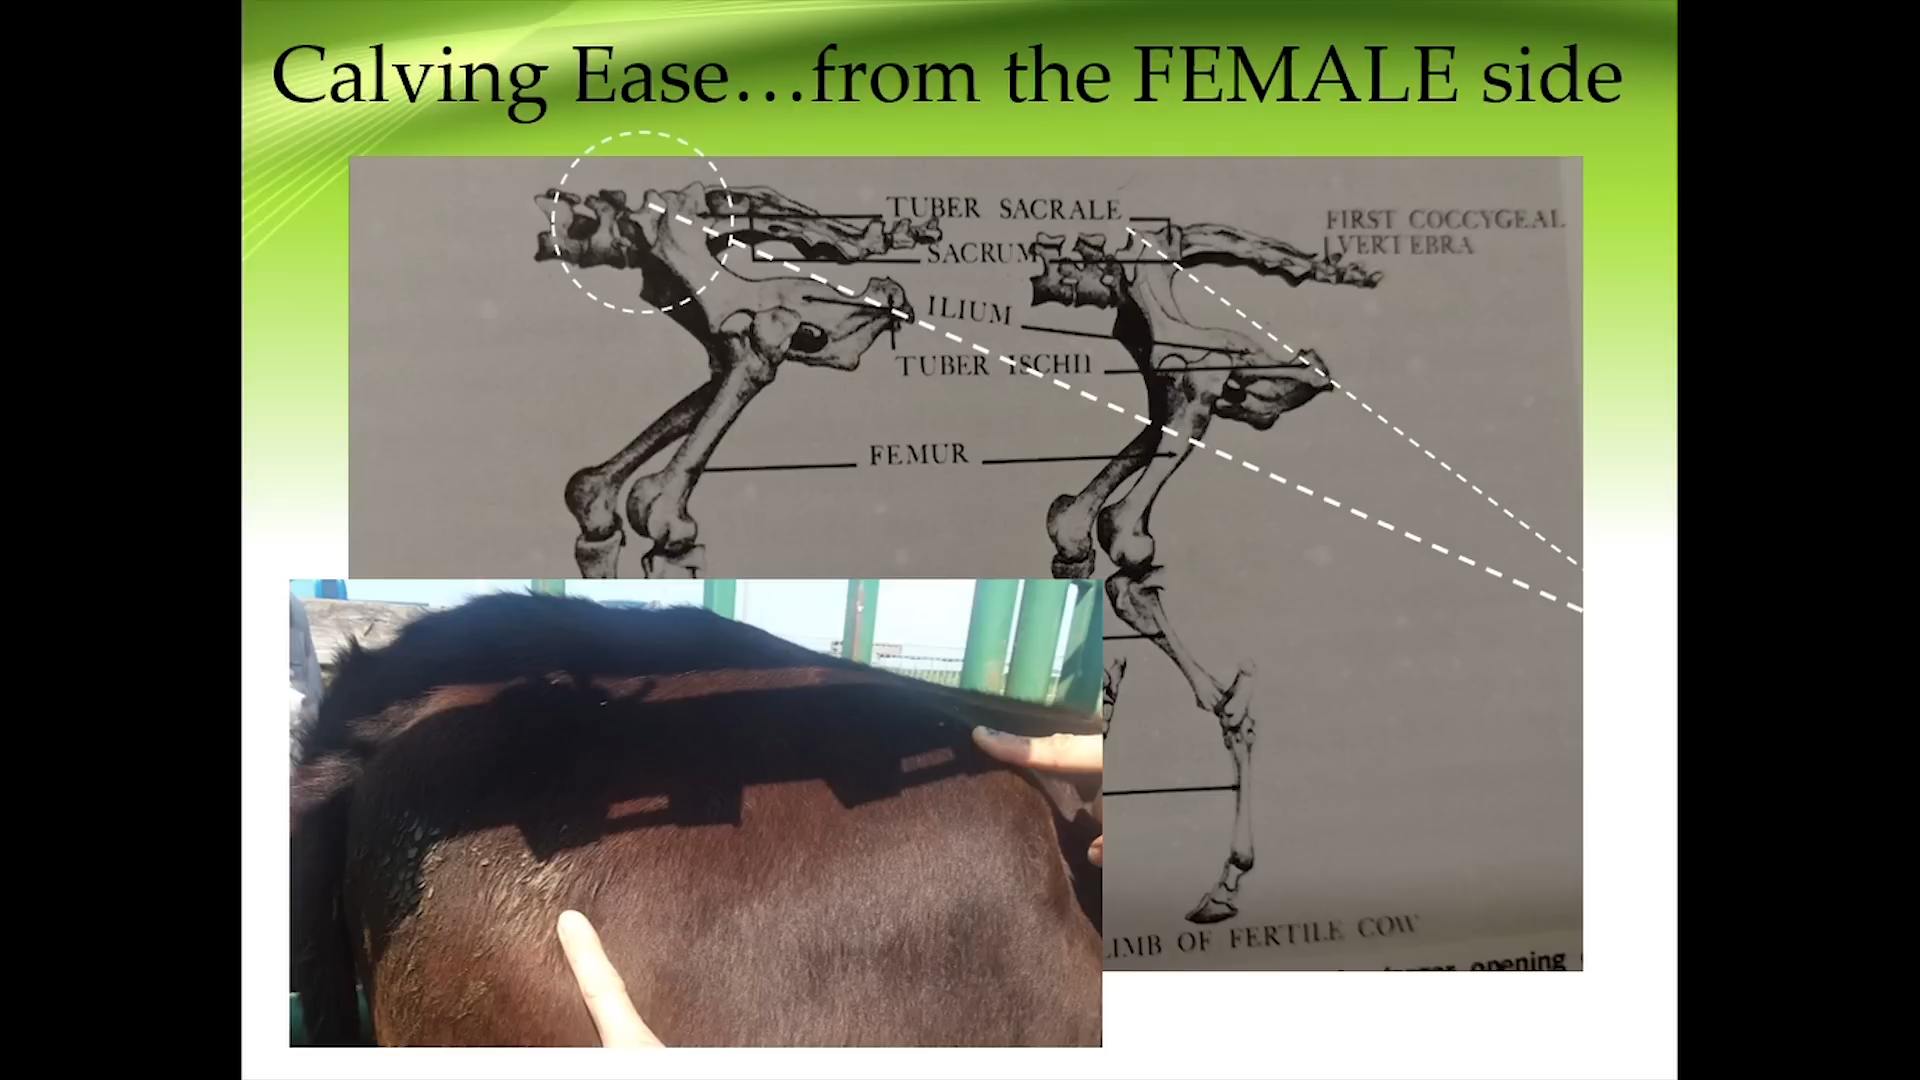 Calving Ease…from the FEMALE side
TUBER SACRALE
FIRST COCCYGEAL
VERTEBRA
SACRUM
ILIUM
TUBER ISCHII
FEMUR
LIMB OF FERTILE COW
opening